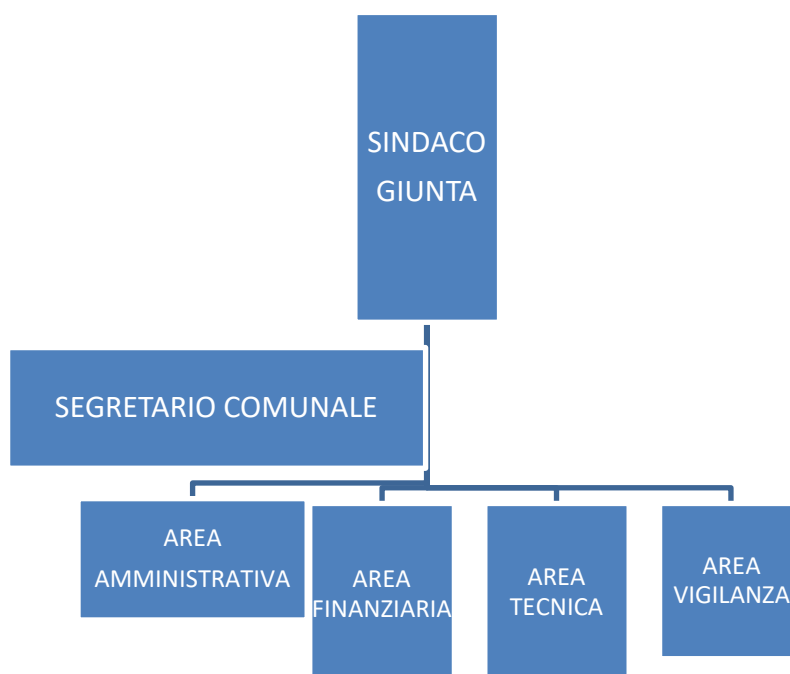 SINDACO
GIUNTA
SEGRETARIO COMUNALE
AREA
AMMINISTRATIVA
AREA
FINANZIARIA
AREA
TECNICA
AREA
VIGILANZA